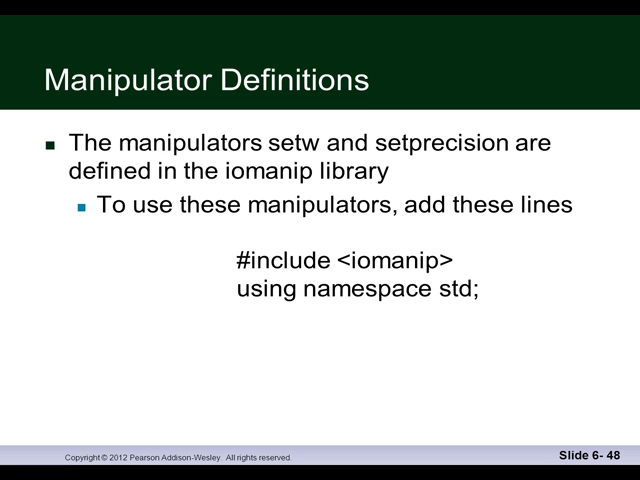 Manipulator Definitions
The manipulators setw and setprecision are
defined in the iomanip library
To use these manipulators, add these lines
#include <iomanip>
using namespace std;
Copyright © 2012 Pearson Addison-Wesley. All rights reserved.
Slide 6- 48